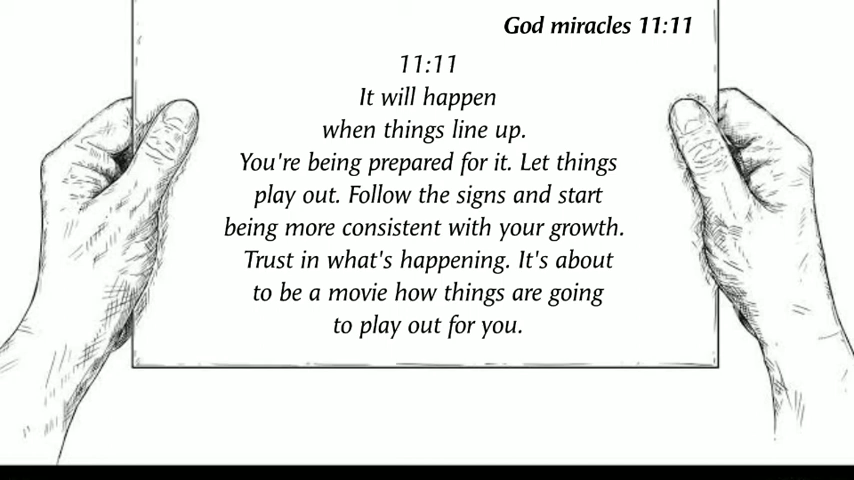 God miracles 11:11
11:11
It will happen
when things line up.
You're being prepared for it. Let things
play out. Follow the signs and start
being more consistent with your growth.
Trust in what's happening. It's about
to be a movie how things are going
to play out for you.